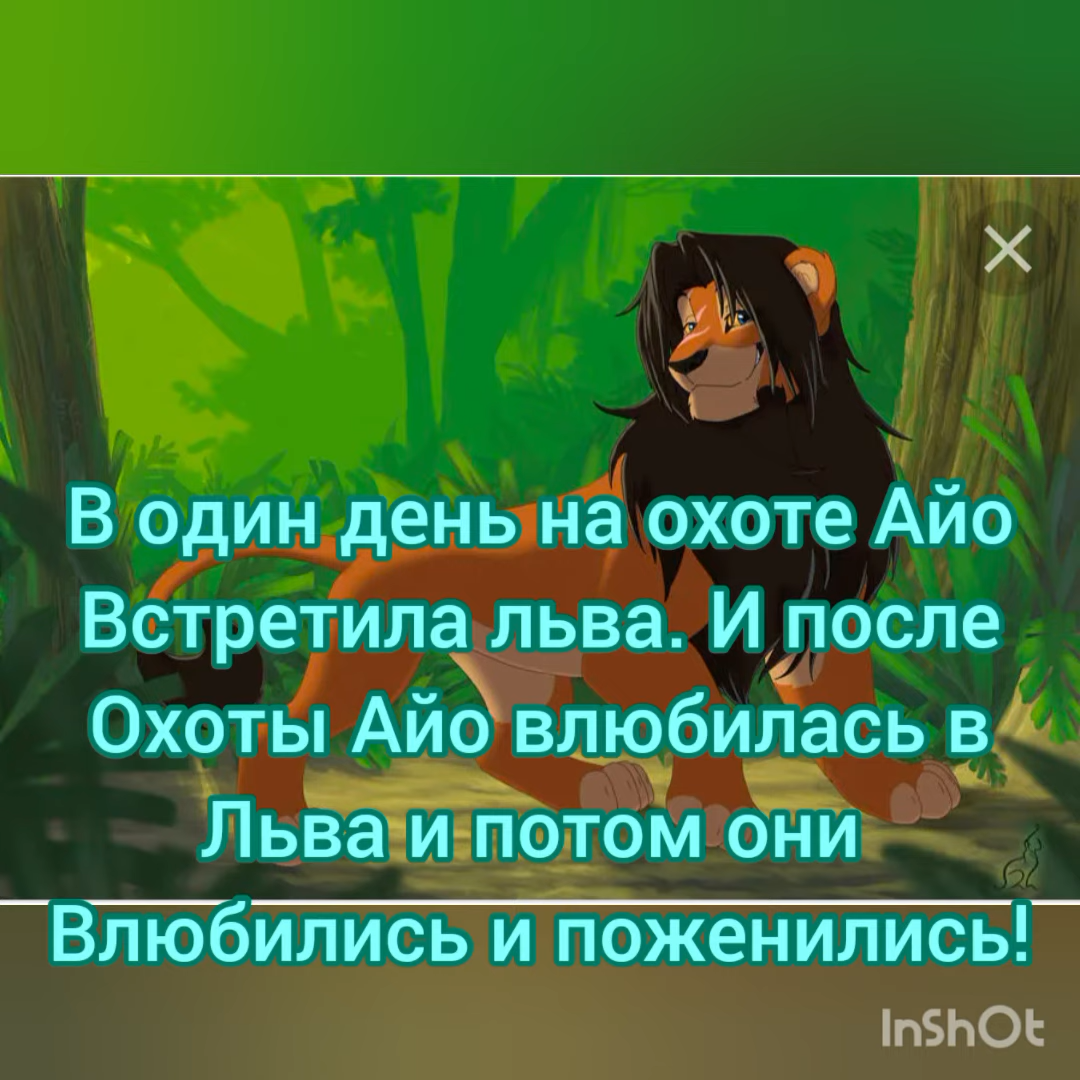 В один день на охоте Айо
Встретила льва. И после
Охоты Айо влюбилась в
Льва и потом они
Влюбились и поженились!
InShOt